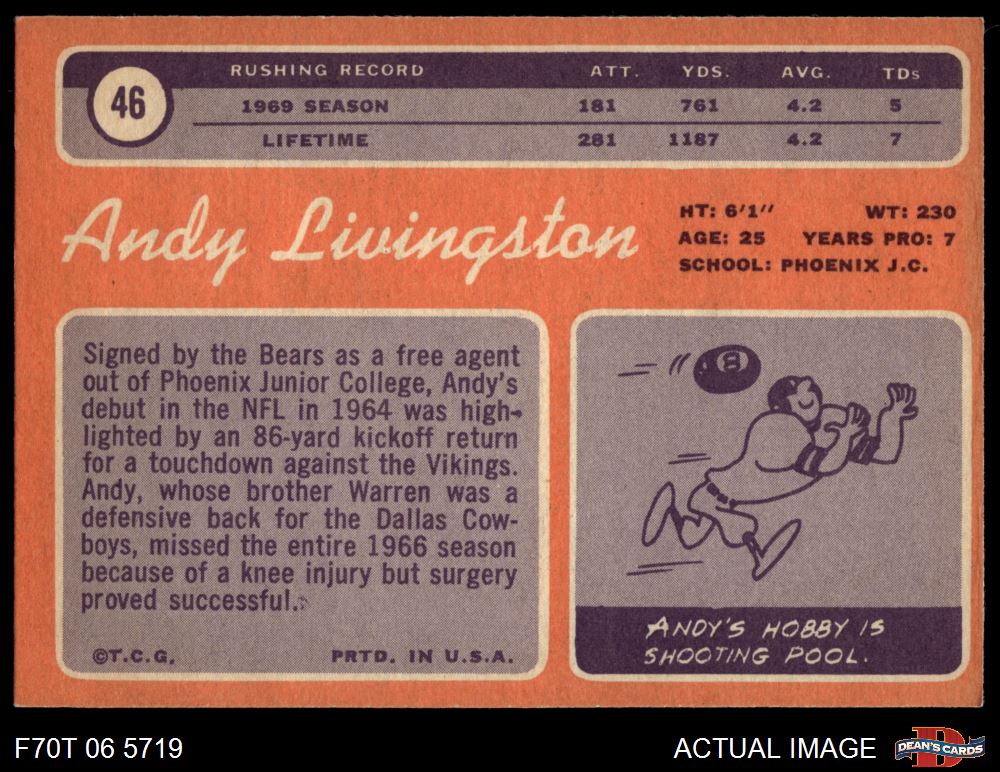 46
RUSHING RECORD ATT. YDS. AVG. TDs
1969 SEASON 181 761 4.2 5
LIFETIME 281 1187 4.2 7
Andy Livingston
HT: 6'1" WT: 230
AGE: 25 YEARS PRO: 7
SCHOOL: PHOENIX J.C.
Signed by the Bears as a free agent
out of Phoenix Junior College, Andy's
debut in the NFL in 1964 was high-
lighted by an 86-yard kickoff return
for a touchdown against the Vikings.
Andy, whose brother Warren was a
defensive back for the Dallas Cow-
boys, missed the entire 1966 season
because of a knee injury but surgery
proved successful.
©T.C.G. PRTD. IN U.S.A.
8
ANDY'S HOBBY IS
SHOOTING POOL.
F70T 06 5719
ACTUAL IMAGE
D
DEAN'S CARDS